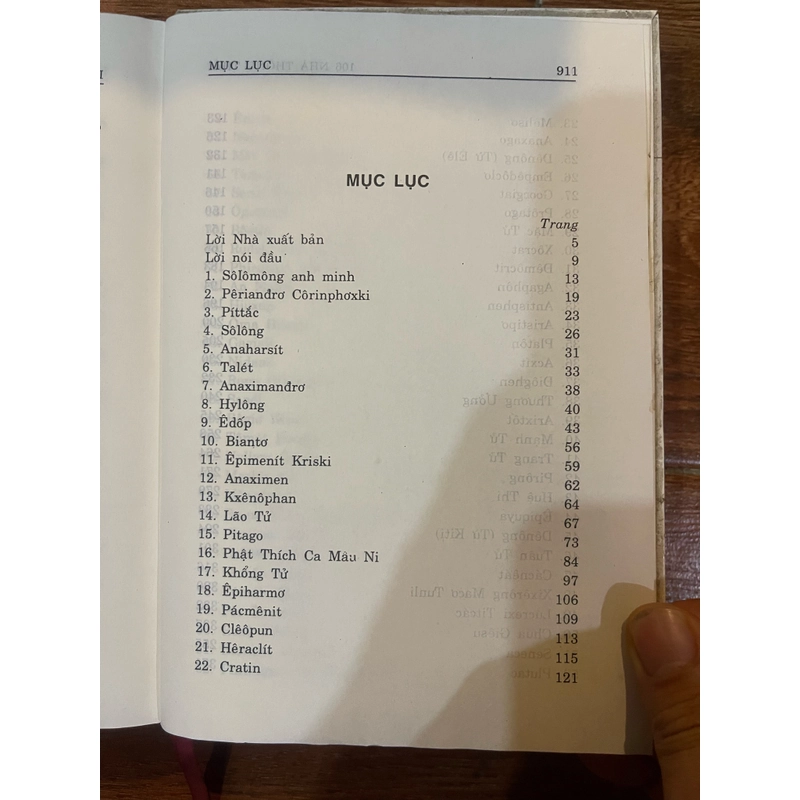 MỤC LỤC 911
MỤC LỤC
Trang
Lời Nhà xuất bản 5
Lời nói đầu 9
1. Sôlômông anh minh 13
2. Pêrianđrơ Côrinphơxki 19
3. Píttắc 23
4. Sôlông 26
5. Anaharsít 31
6. Talét 33
7. Anaximanđrơ 38
8. Hylông 40
9. Êdốp 43
10. Biantơ 56
11. Êpimenít Kriski 59
12. Anaximen 62
13. Kxênôphan 64
14. Lão Tử 67
15. Pitago 73
16. Phật Thích Ca Mâu Ni 84
17. Khổng Tử 97
18. Êpiharmơ 106
19. Pácmênit 109
20. Clêôpun 113
21. Hêraclít 115
22. Cratin 121